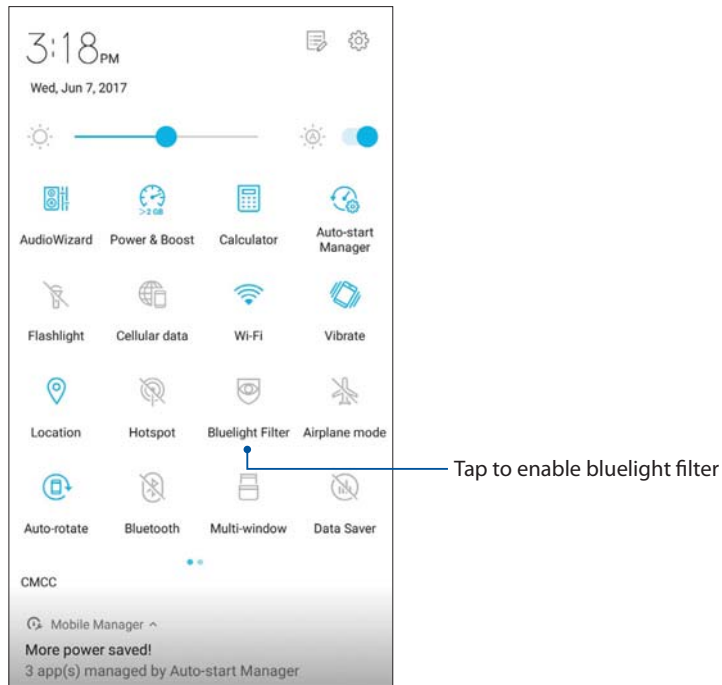 3:18PM
Wed, Jun 7, 2017
A
>2 GB
AudioWizard Power & Boost Calculator Auto-start
Manager
Flashlight Cellular data Wi-Fi Vibrate
Location Hotspot Bluelight Filter Airplane mode
Tap to enable bluelight filter
Auto-rotate Bluetooth Multi-window Data Saver
CMCC
Mobile Manager
More power saved!
3 app(s) managed by Auto-start Manager